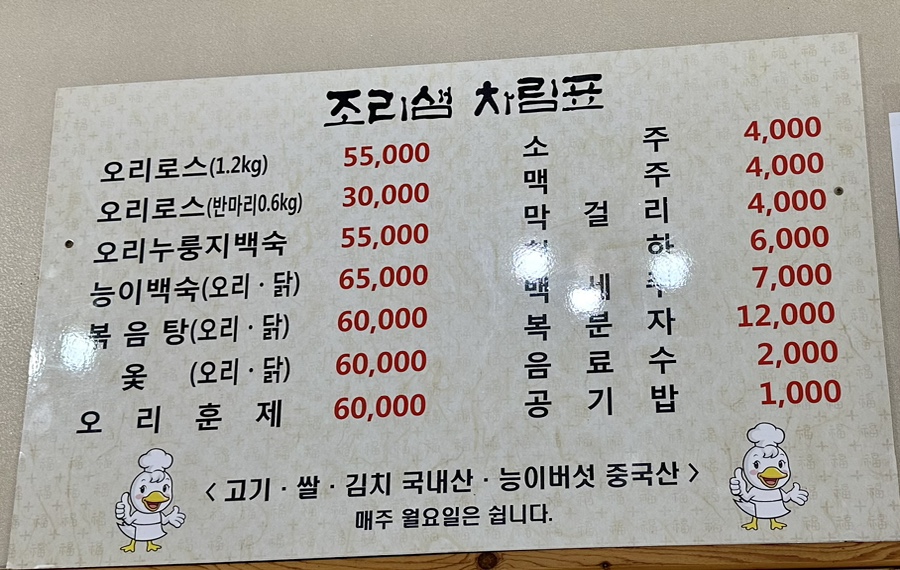 조리샘 차림표
오리로스(1.2kg) 55,000
오리로스(반마리0.6kg) 30,000
오리누룽지백숙 55,000
능이백숙(오리·닭) 65,000
볶음탕(오리·닭) 60,000
옻 (오리·닭) 60,000
오리훈제 60,000
소주 4,000
맥주 4,000
막걸리 4,000
하 6,000
백세주 7,000
복분자 12,000
음료수 2,000
공기밥 1,000
<고기·쌀·김치 국내산·능이버섯 중국산>
매주 월요일은 쉽니다.